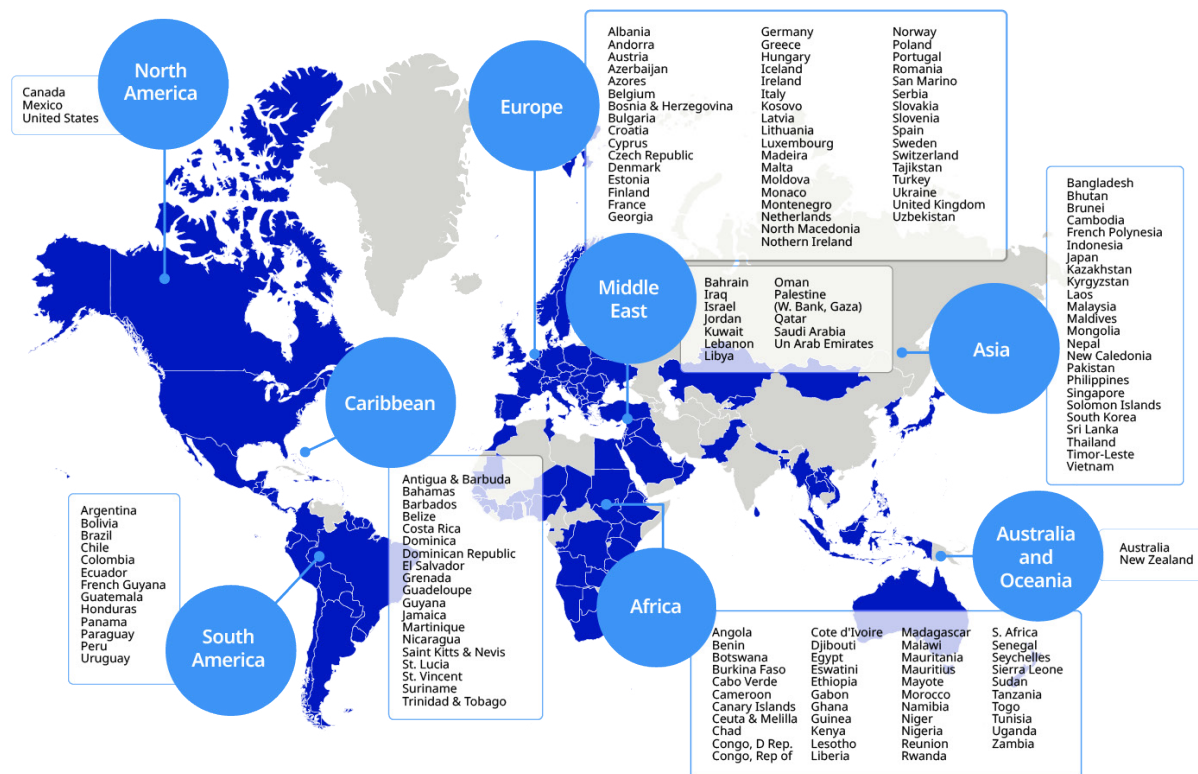 North
America
Canada
Mexico
United States
Europe
Albania
Andorra
Austria
Azerbaijan
Azores
Belgium
Bosnia & Herzegovina
Bulgaria
Croatia
Cyprus
Czech Republic
Denmark
Estonia
Finland
France
Georgia
Germany
Greece
Hungary
Iceland
Ireland
Italy
Kosovo
Latvia
Lithuania
Luxembourg
Madeira
Malta
Moldova
Monaco
Montenegro
Netherlands
North Macedonia
Nothern Ireland
Norway
Poland
Portugal
Romania
San Marino
Serbia
Slovakia
Slovenia
Spain
Sweden
Switzerland
Tajikstan
Turkey
Ukraine
United Kingdom
Uzbekistan
Middle
East
Bahrain
Iraq
Israel
Jordan
Kuwait
Lebanon
Libya
Oman
Palestine
(W. Bank, Gaza)
Qatar
Saudi Arabia
Un Arab Emirates
Asia
Bangladesh
Bhutan
Brunei
Cambodia
French Polynesia
Indonesia
Japan
Kazakhstan
Kyrgyzstan
Laos
Malaysia
Maldives
Mongolia
Nepal
New Caledonia
Pakistan
Philippines
Singapore
Solomon Islands
South Korea
Sri Lanka
Thailand
Timor-Leste
Vietnam
Caribbean
Antigua & Barbuda
Bahamas
Barbados
Belize
Costa Rica
Dominica
Dominican Republic
El Salvador
Grenada
Guadeloupe
Guyana
Jamaica
Martinique
Nicaragua
Saint Kitts & Nevis
St. Lucia
St. Vincent
Suriname
Trinidad & Tobago
South
America
Argentina
Bolivia
Brazil
Chile
Colombia
Ecuador
French Guyana
Guatemala
Honduras
Panama
Paraguay
Peru
Uruguay
Africa
Angola
Benin
Botswana
Burkina Faso
Cabo Verde
Cameroon
Canary Islands
Ceuta & Melilla
Chad
Congo, D Rep.
Congo, Rep of
Cote d'Ivoire
Djibouti
Egypt
Eswatini
Ethiopia
Gabon
Ghana
Guinea
Kenya
Lesotho
Liberia
Madagascar
Malawi
Mauritania
Mauritius
Mayote
Morocco
Namibia
Niger
Nigeria
Reunion
Rwanda
S. Africa
Senegal
Seychelles
Sierra Leone
Sudan
Tanzania
Togo
Tunisia
Uganda
Zambia
Australia
and
Oceania
Australia
New Zealand